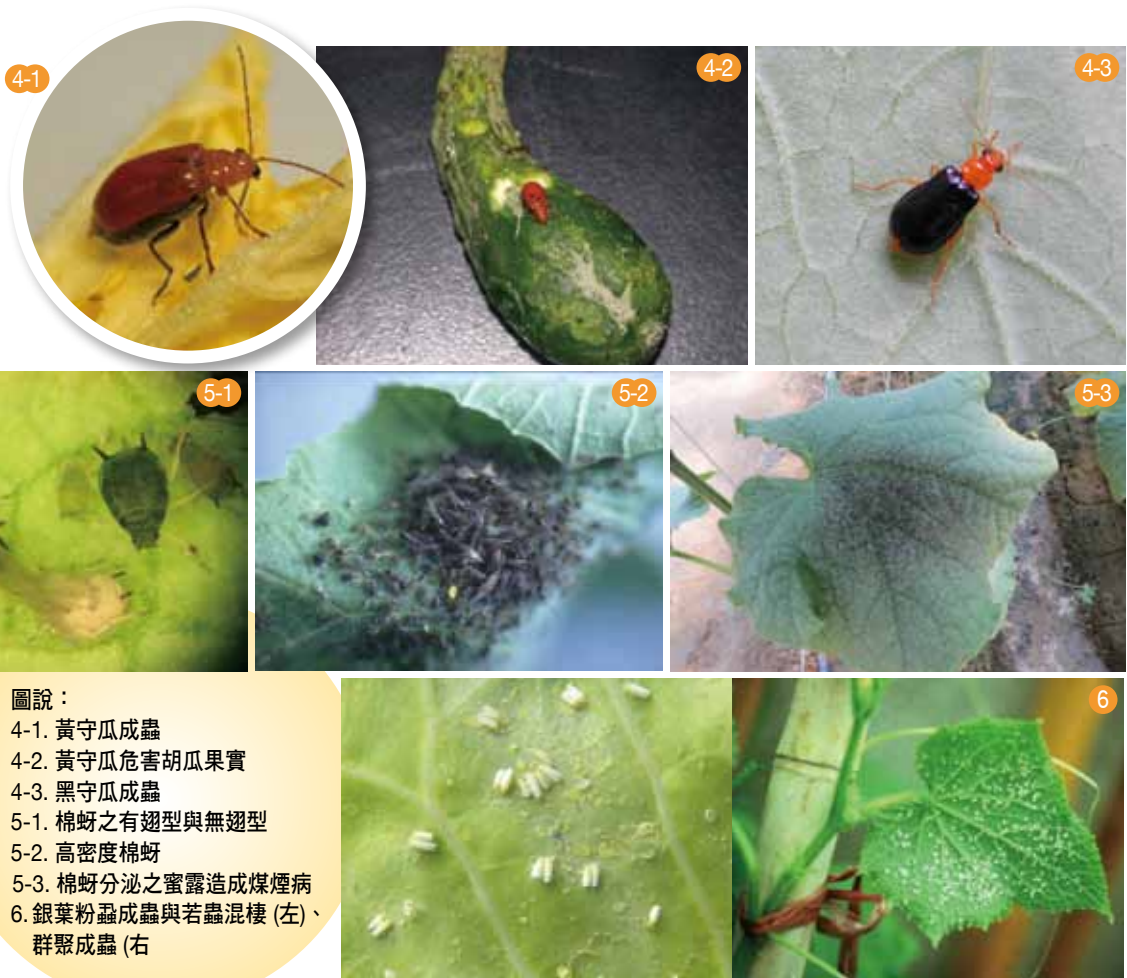 4-1
4-2
4-3
5-1
5-2
5-3
圖說：
4-1. 黃守瓜成蟲
4-2. 黃守瓜危害胡瓜果實
4-3. 黑守瓜成蟲
5-1. 棉蚜之有翅型與無翅型
5-2. 高密度棉蚜
5-3. 棉蚜分泌之蜜露造成煤煙病
6. 銀葉粉蝨成蟲與若蟲混棲 (左)、
群聚成蟲 (右
6